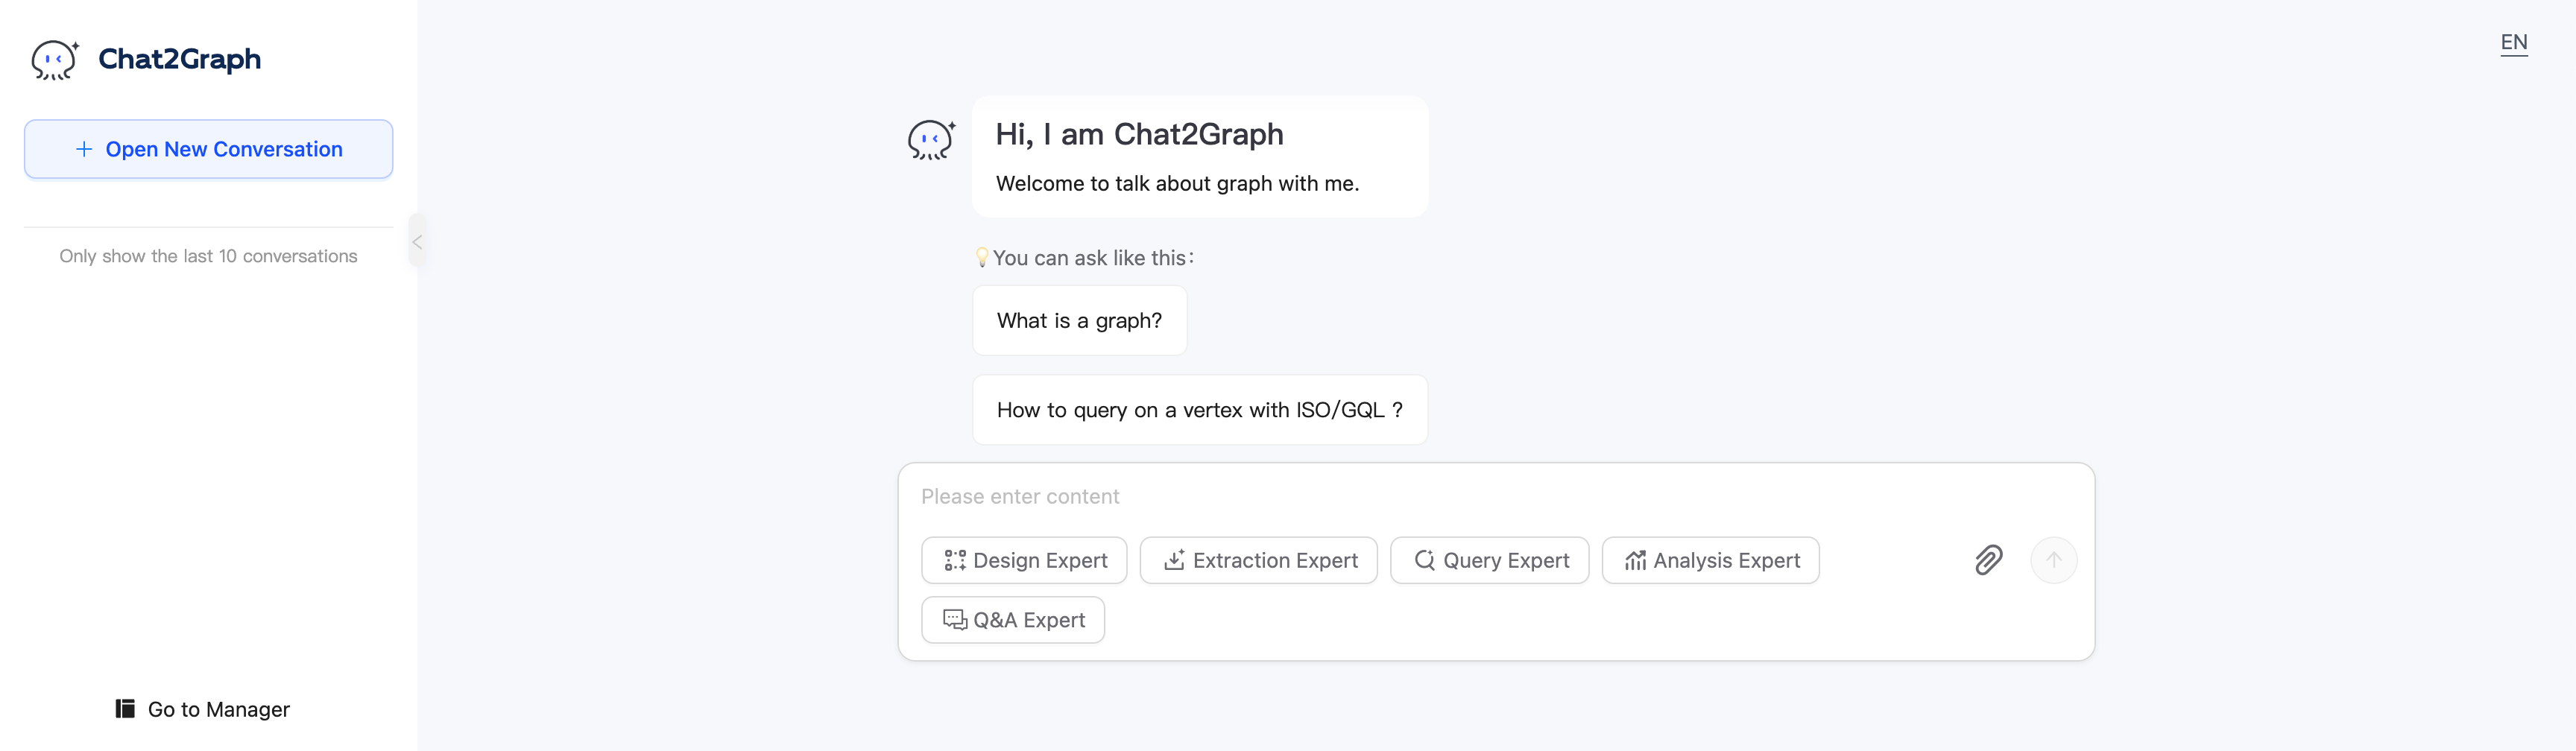 Chat2Graph
EN
+ Open New Conversation
Only show the last 10 conversations
Hi, I am Chat2Graph
Welcome to talk about graph with me.
You can ask like this:
What is a graph?
How to query on a vertex with ISO/GQL ?
Please enter content
Design Expert
Extraction Expert
Query Expert
Analysis Expert
Q&A Expert
Go to Manager